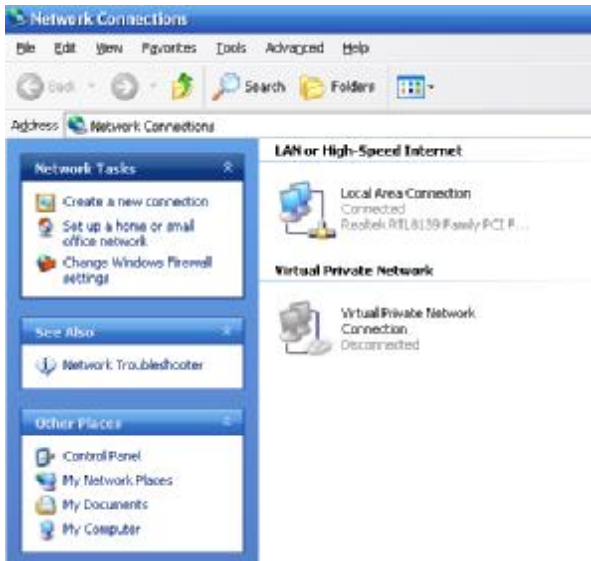 Network Connections
File Edit View Favorites Tools Advanced Help
Back Search Folders
Address Network Connections
Network Tasks
Create a new connection
Set up a home or small
office network
Change Windows Firewall
settings
See Also
Network Troubleshooter
Other Places
Control Panel
My Network Places
My Documents
My Computer
LAN or High-Speed Internet
Local Area Connection
Connected
Realtek RTL8139 Family PCI F...
Virtual Private Network
Virtual Private Network
Connection
Disconnected